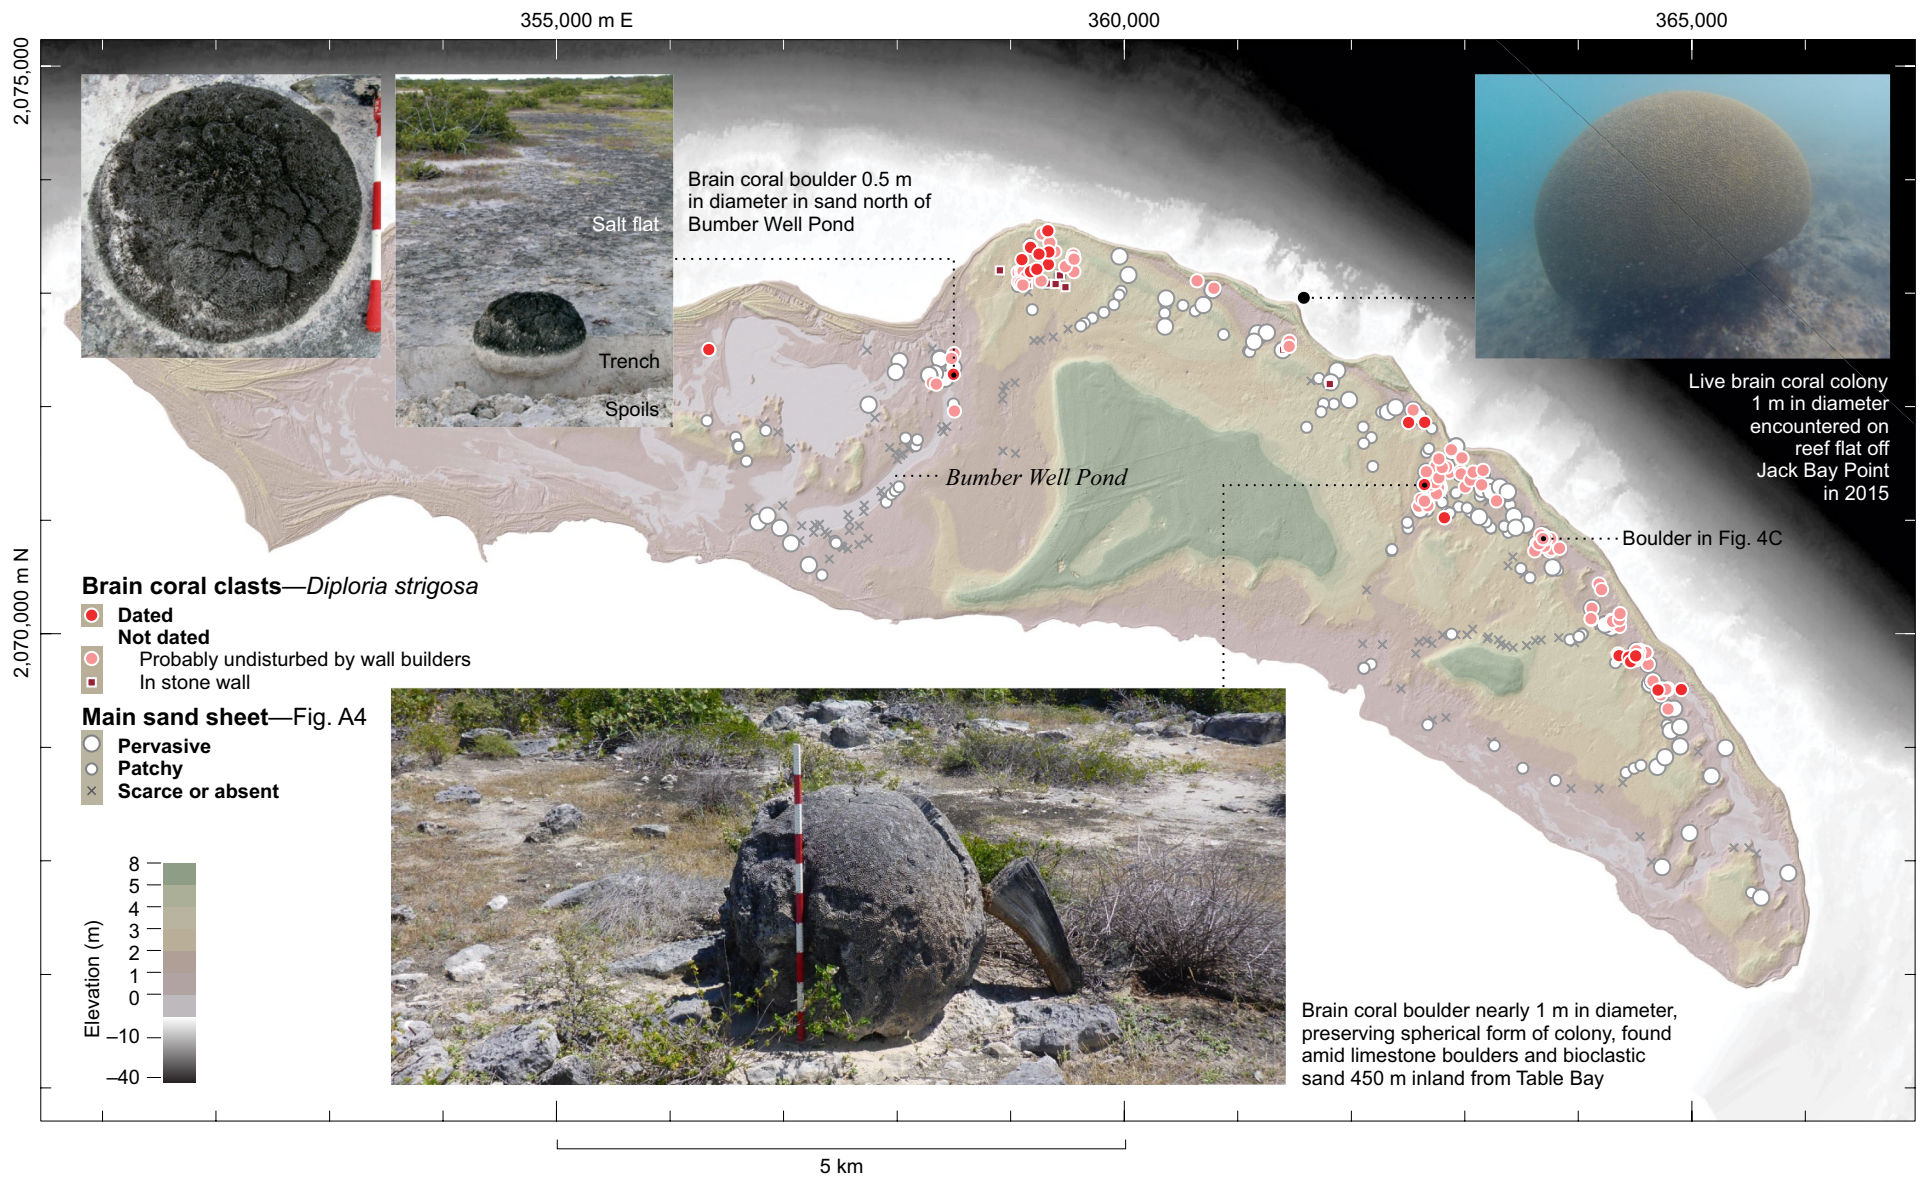 355,000 m E
360,000
365,000
2,075,000
2,070,000 m N
Salt flat
Trench
Spoils
Brain coral boulder 0.5 m
in diameter in sand north of
Bumber Well Pond
Live brain coral colony
1 m in diameter
encountered on
reef flat off
Jack Bay Point
in 2015
Bumber Well Pond
Boulder in Fig. 4C
Brain coral clasts—Diploria strigosa
Dated
Not dated
Probably undisturbed by wall builders
In stone wall
Main sand sheet—Fig. A4
Pervasive
Patchy
Scarce or absent
Elevation (m)
8
5
4
3
2
1
0
–10
–40
Brain coral boulder nearly 1 m in diameter,
preserving spherical form of colony, found
amid limestone boulders and bioclastic
sand 450 m inland from Table Bay
5 km